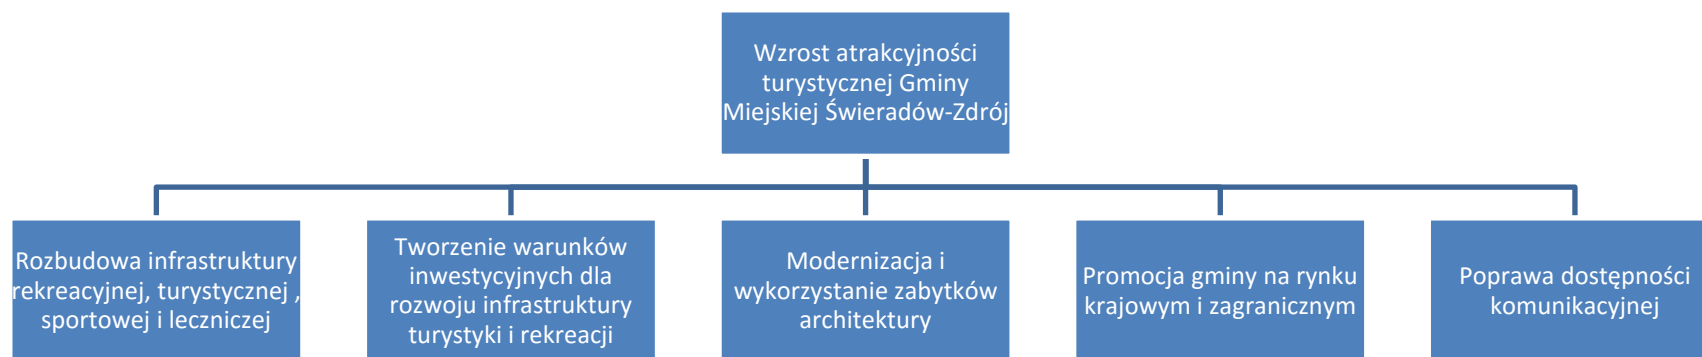 Wzrost atrakcyjności
turystycznej Gminy
Miejskiej Świeradów-Zdrój
Rozbudowa infrastruktury
rekreacyjnej, turystycznej ,
sportowej i leczniczej
Tworzenie warunków
inwestycyjnych dla
rozwoju infrastruktury
turystyki i rekreacji
Modernizacja i
wykorzystanie zabytków
architektury
Promocja gminy na rynku
krajowym i zagranicznym
Poprawa dostępności
komunikacyjnej